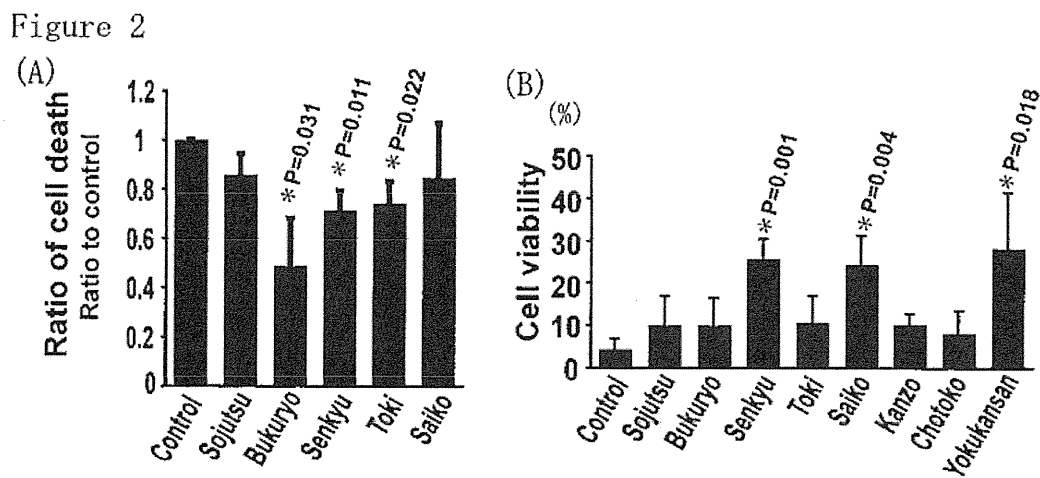 Figure 2
(A)
Ratio of cell death
Ratio to control
1.2
1
0.8
0.6
0.4
0.2
0
*P=0.031
*P=0.011
*P=0.022
Control
Sojutsu
Bukuryo
Senkyu
Toki
Saiko
(B)
(%)
Cell viability
50
40
30
20
10
0
*P=0.001
*P=0.004
*P=0.018
Control
Sojutsu
Bukuryo
Senkyu
Toki
Saiko
Kanzo
Chotoko
Yokukansan